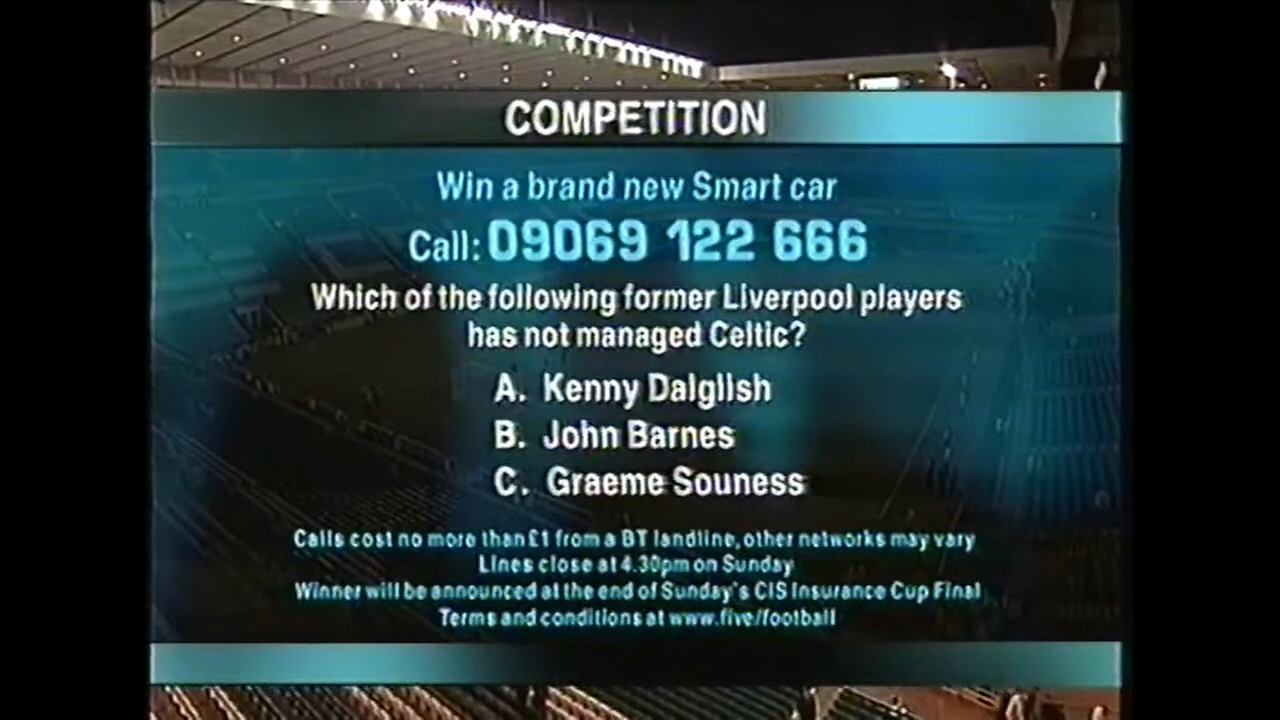 COMPETITION
Win a brand new Smart car
Call: 09069 122 666
Which of the following former Liverpool players
has not managed Celtic?
A. Kenny Dalglish
B. John Barnes
C. Graeme Souness
Calls cost no more than £1 from a BT landline, other networks may vary
Lines close at 4.30pm on Sunday
Winner will be announced at the end of Sunday's CIS Insurance Cup Final
Terms and conditions at www.five/football